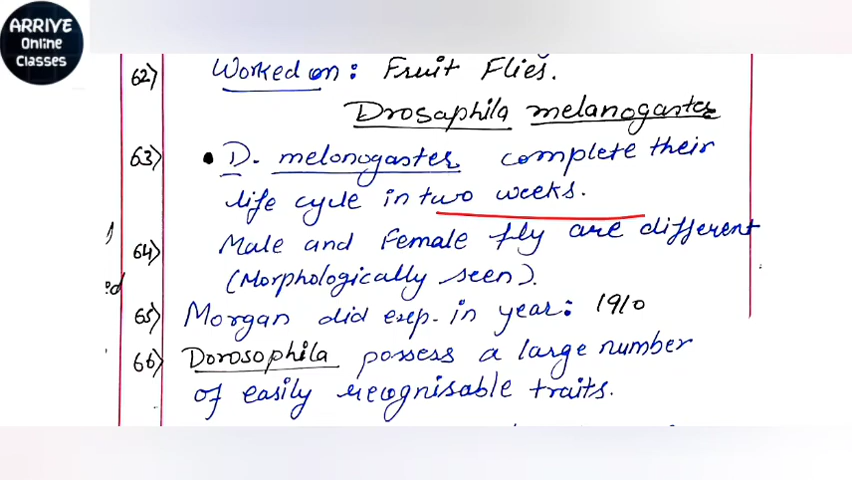 ARRIVE
Online
Classes
62) Worked on: Fruit Flies.
Drosaphila melanogaster
63) • D. melonogaster complete their
life cycle in two weeks.
64) Male and Female fly are different
(Morphologically seen).
65) Morgan did exp. in year: 1910
66) Dorosophila possess a large number
of easily recognisable traits.